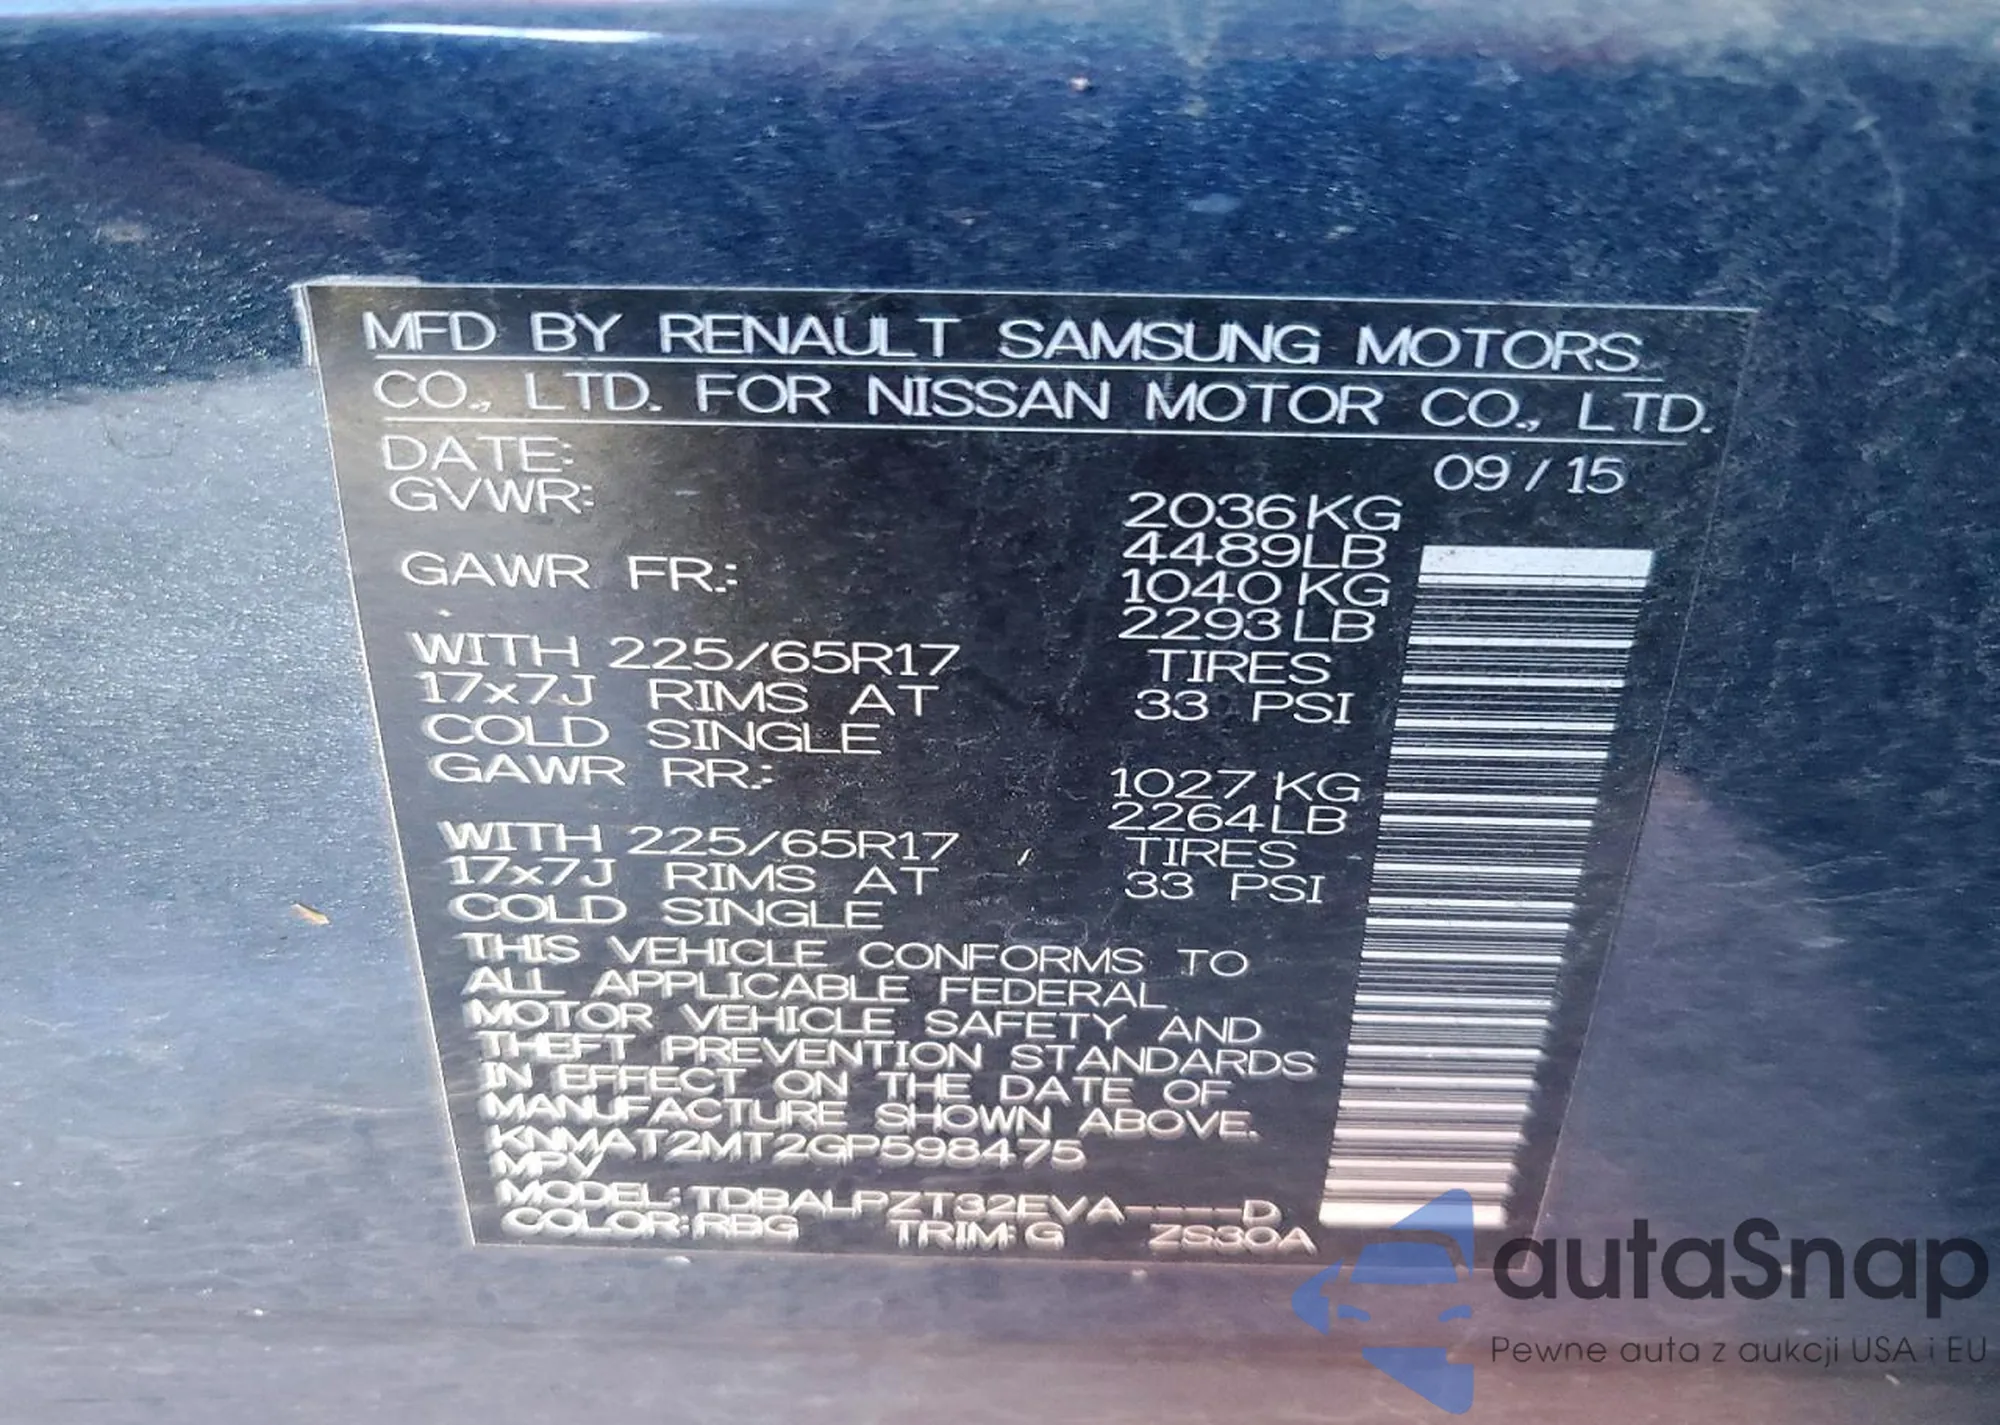 MFD BY RENAULT SAMSUNG MOTORS
CO., LTD. FOR NISSAN MOTOR CO., LTD.
DATE: 09 / 15
GVWR: 2036 KG
4489LB
GAWR FR.: 1040 KG
2293 LB
WITH 225/65R17 TIRES
17x7J RIMS AT 33 PSI
COLD SINGLE
GAWR RR.: 1027 KG
2264 LB
WITH 225/65R17 TIRES
17x7J RIMS AT 33 PSI
COLD SINGLE
THIS VEHICLE CONFORMS TO
ALL APPLICABLE FEDERAL
MOTOR VEHICLE SAFETY AND
THEFT PREVENTION STANDARDS
IN EFFECT ON THE DATE OF
MANUFACTURE SHOWN ABOVE.
KNMAT2MT2GP598475
MPV
MODEL: TDBALPZT32EVA----D
COLOR: RBG TRIM: G ZS30A
autaSnap
Pewne auta z aukcji USA i EU